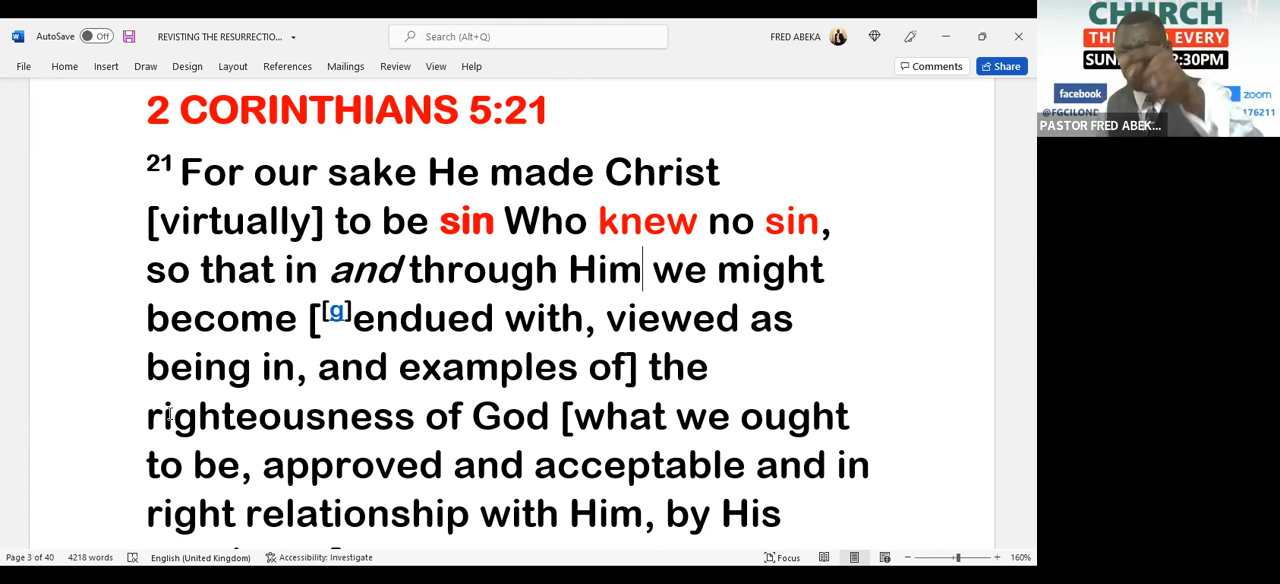 AutoSave Off REVISTING THE RESURRECTIO... Search (Alt+Q) FRED ABEKA
File Home Insert Draw Design Layout References Mailings Review View Help Comments Share
2 CORINTHIANS 5:21
21 For our sake He made Christ
[virtually] to be sin Who knew no sin,
so that in and through Him we might
become [[g]endued with, viewed as
being in, and examples of] the
righteousness of God [what we ought
to be, approved and acceptable and in
right relationship with Him, by His
Page 3 of 40 4218 words English (United Kingdom) Accessibility: Investigate Focus 160%
CHURCH
EVERY
:30PM
facebook zoom
@FGCILOND 176211
PASTOR FRED ABEK...